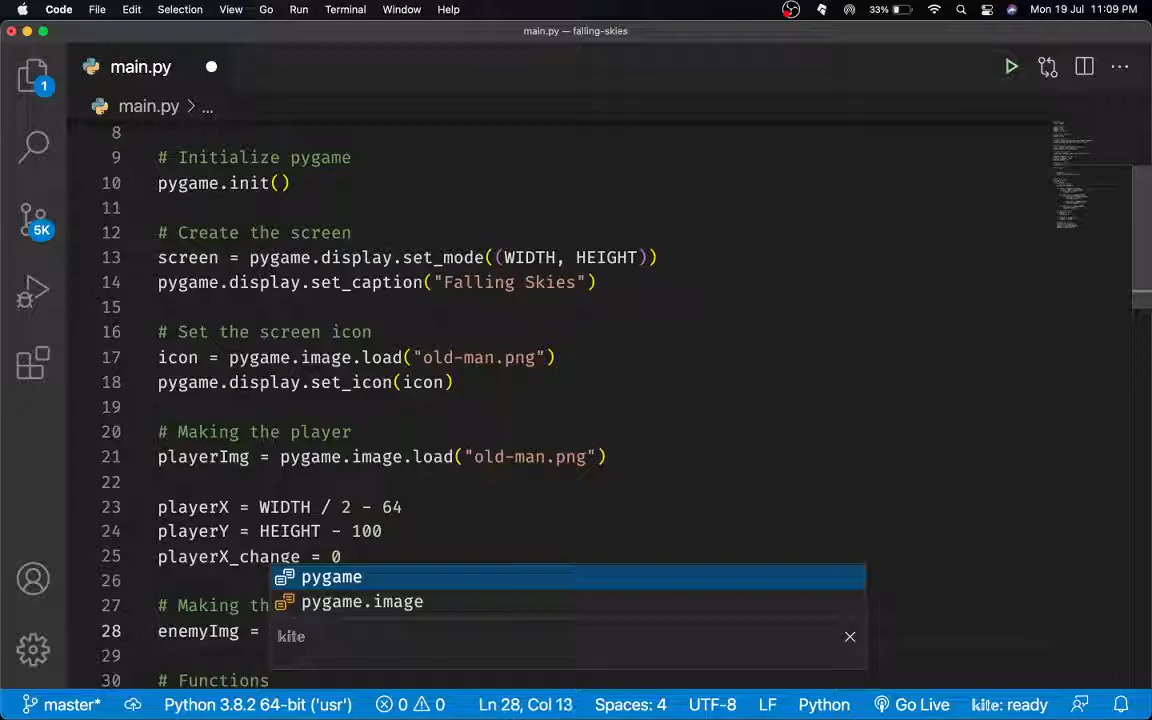 Code File Edit Selection View Go Run Terminal Window Help 33% Mon 19 Jul 11:09 PM
main.py — falling-skies
1 main.py
main.py > ...
8
9 # Initialize pygame
10 pygame.init()
11
12 # Create the screen
13 screen = pygame.display.set_mode((WIDTH, HEIGHT))
14 pygame.display.set_caption("Falling Skies")
15
16 # Set the screen icon
17 icon = pygame.image.load("old-man.png")
18 pygame.display.set_icon(icon)
19
20 # Making the player
21 playerImg = pygame.image.load("old-man.png")
22
23 playerX = WIDTH / 2 - 64
24 playerY = HEIGHT - 100
25 playerX_change = 0
26
27 # Making th
28 enemyImg =
29
30 # Functions
5K
pygame
pygame.image
kite
master* Python 3.8.2 64-bit ('usr') 0 0 Ln 28, Col 13 Spaces: 4 UTF-8 LF Python Go Live kite: ready